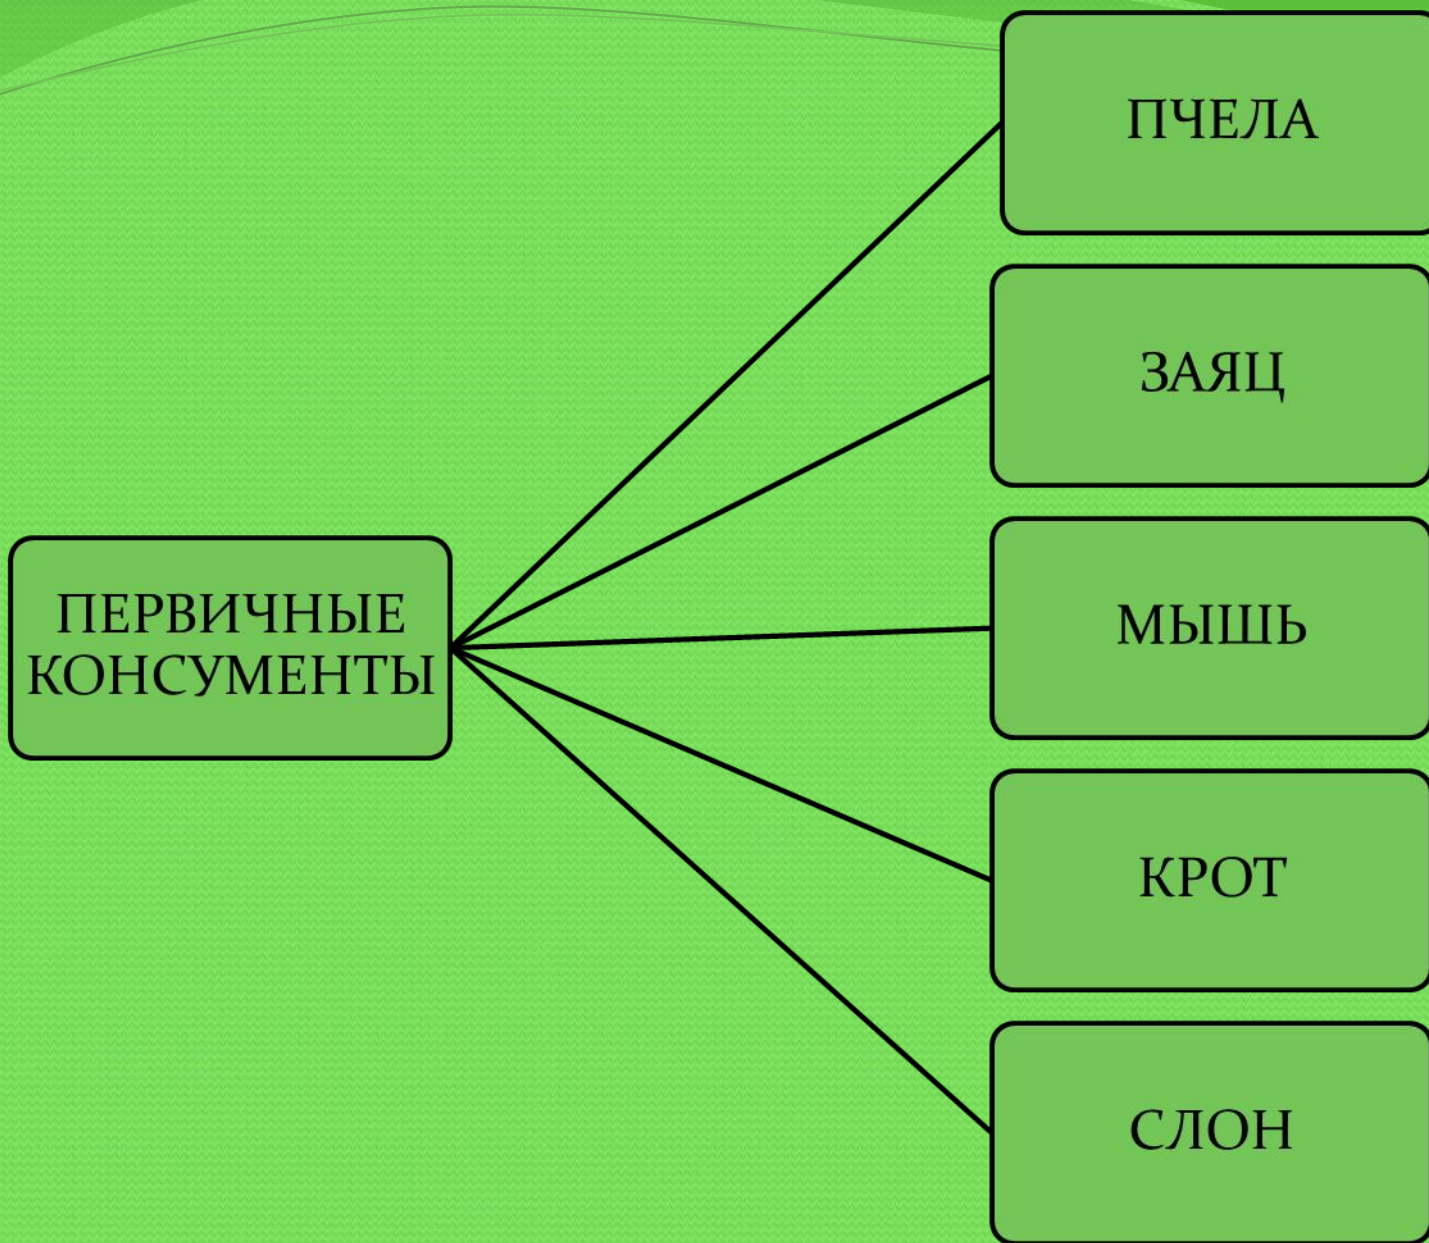 ПЧЕЛА
ЗАЯЦ
МЫШЬ
ПЕРВИЧНЫЕ
КОНСУМЕНТЫ
КРОТ
СЛОН